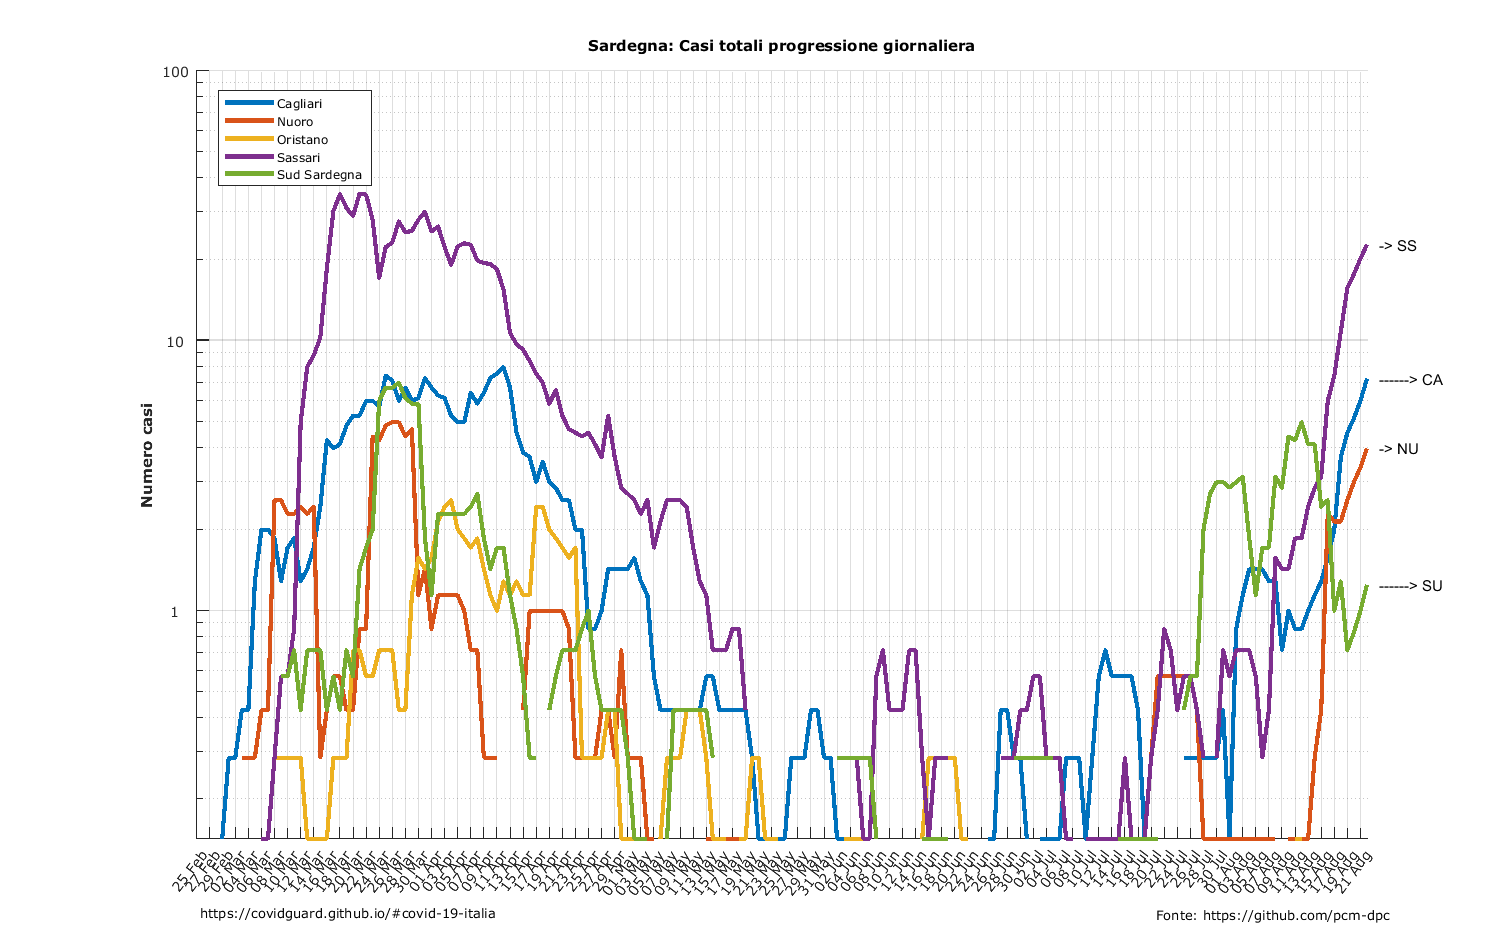 Sardegna: Casi totali progressione giornaliera
100
10
1
Numero casi
Cagliari
Nuoro
Oristano
Sassari
Sud Sardegna
-> SS
------> CA
-> NU
------> SU
25 Feb
27 Feb
29 Feb
02 Mar
04 Mar
06 Mar
08 Mar
10 Mar
12 Mar
14 Mar
16 Mar
18 Mar
20 Mar
22 Mar
24 Mar
26 Mar
28 Mar
30 Mar
01 Apr
03 Apr
05 Apr
07 Apr
09 Apr
11 Apr
13 Apr
15 Apr
17 Apr
19 Apr
21 Apr
23 Apr
25 Apr
27 Apr
29 Apr
01 May
03 May
05 May
07 May
09 May
11 May
13 May
15 May
17 May
19 May
21 May
23 May
25 May
27 May
29 May
31 May
02 Jun
04 Jun
06 Jun
08 Jun
10 Jun
12 Jun
14 Jun
16 Jun
18 Jun
20 Jun
22 Jun
24 Jun
26 Jun
28 Jun
30 Jun
02 Jul
04 Jul
06 Jul
08 Jul
10 Jul
12 Jul
14 Jul
16 Jul
18 Jul
20 Jul
22 Jul
24 Jul
26 Jul
28 Jul
30 Jul
01 Aug
03 Aug
05 Aug
07 Aug
09 Aug
11 Aug
13 Aug
15 Aug
17 Aug
19 Aug
21 Aug
https://covidguard.github.io/#covid-19-italia
Fonte: https://github.com/pcm-dpc